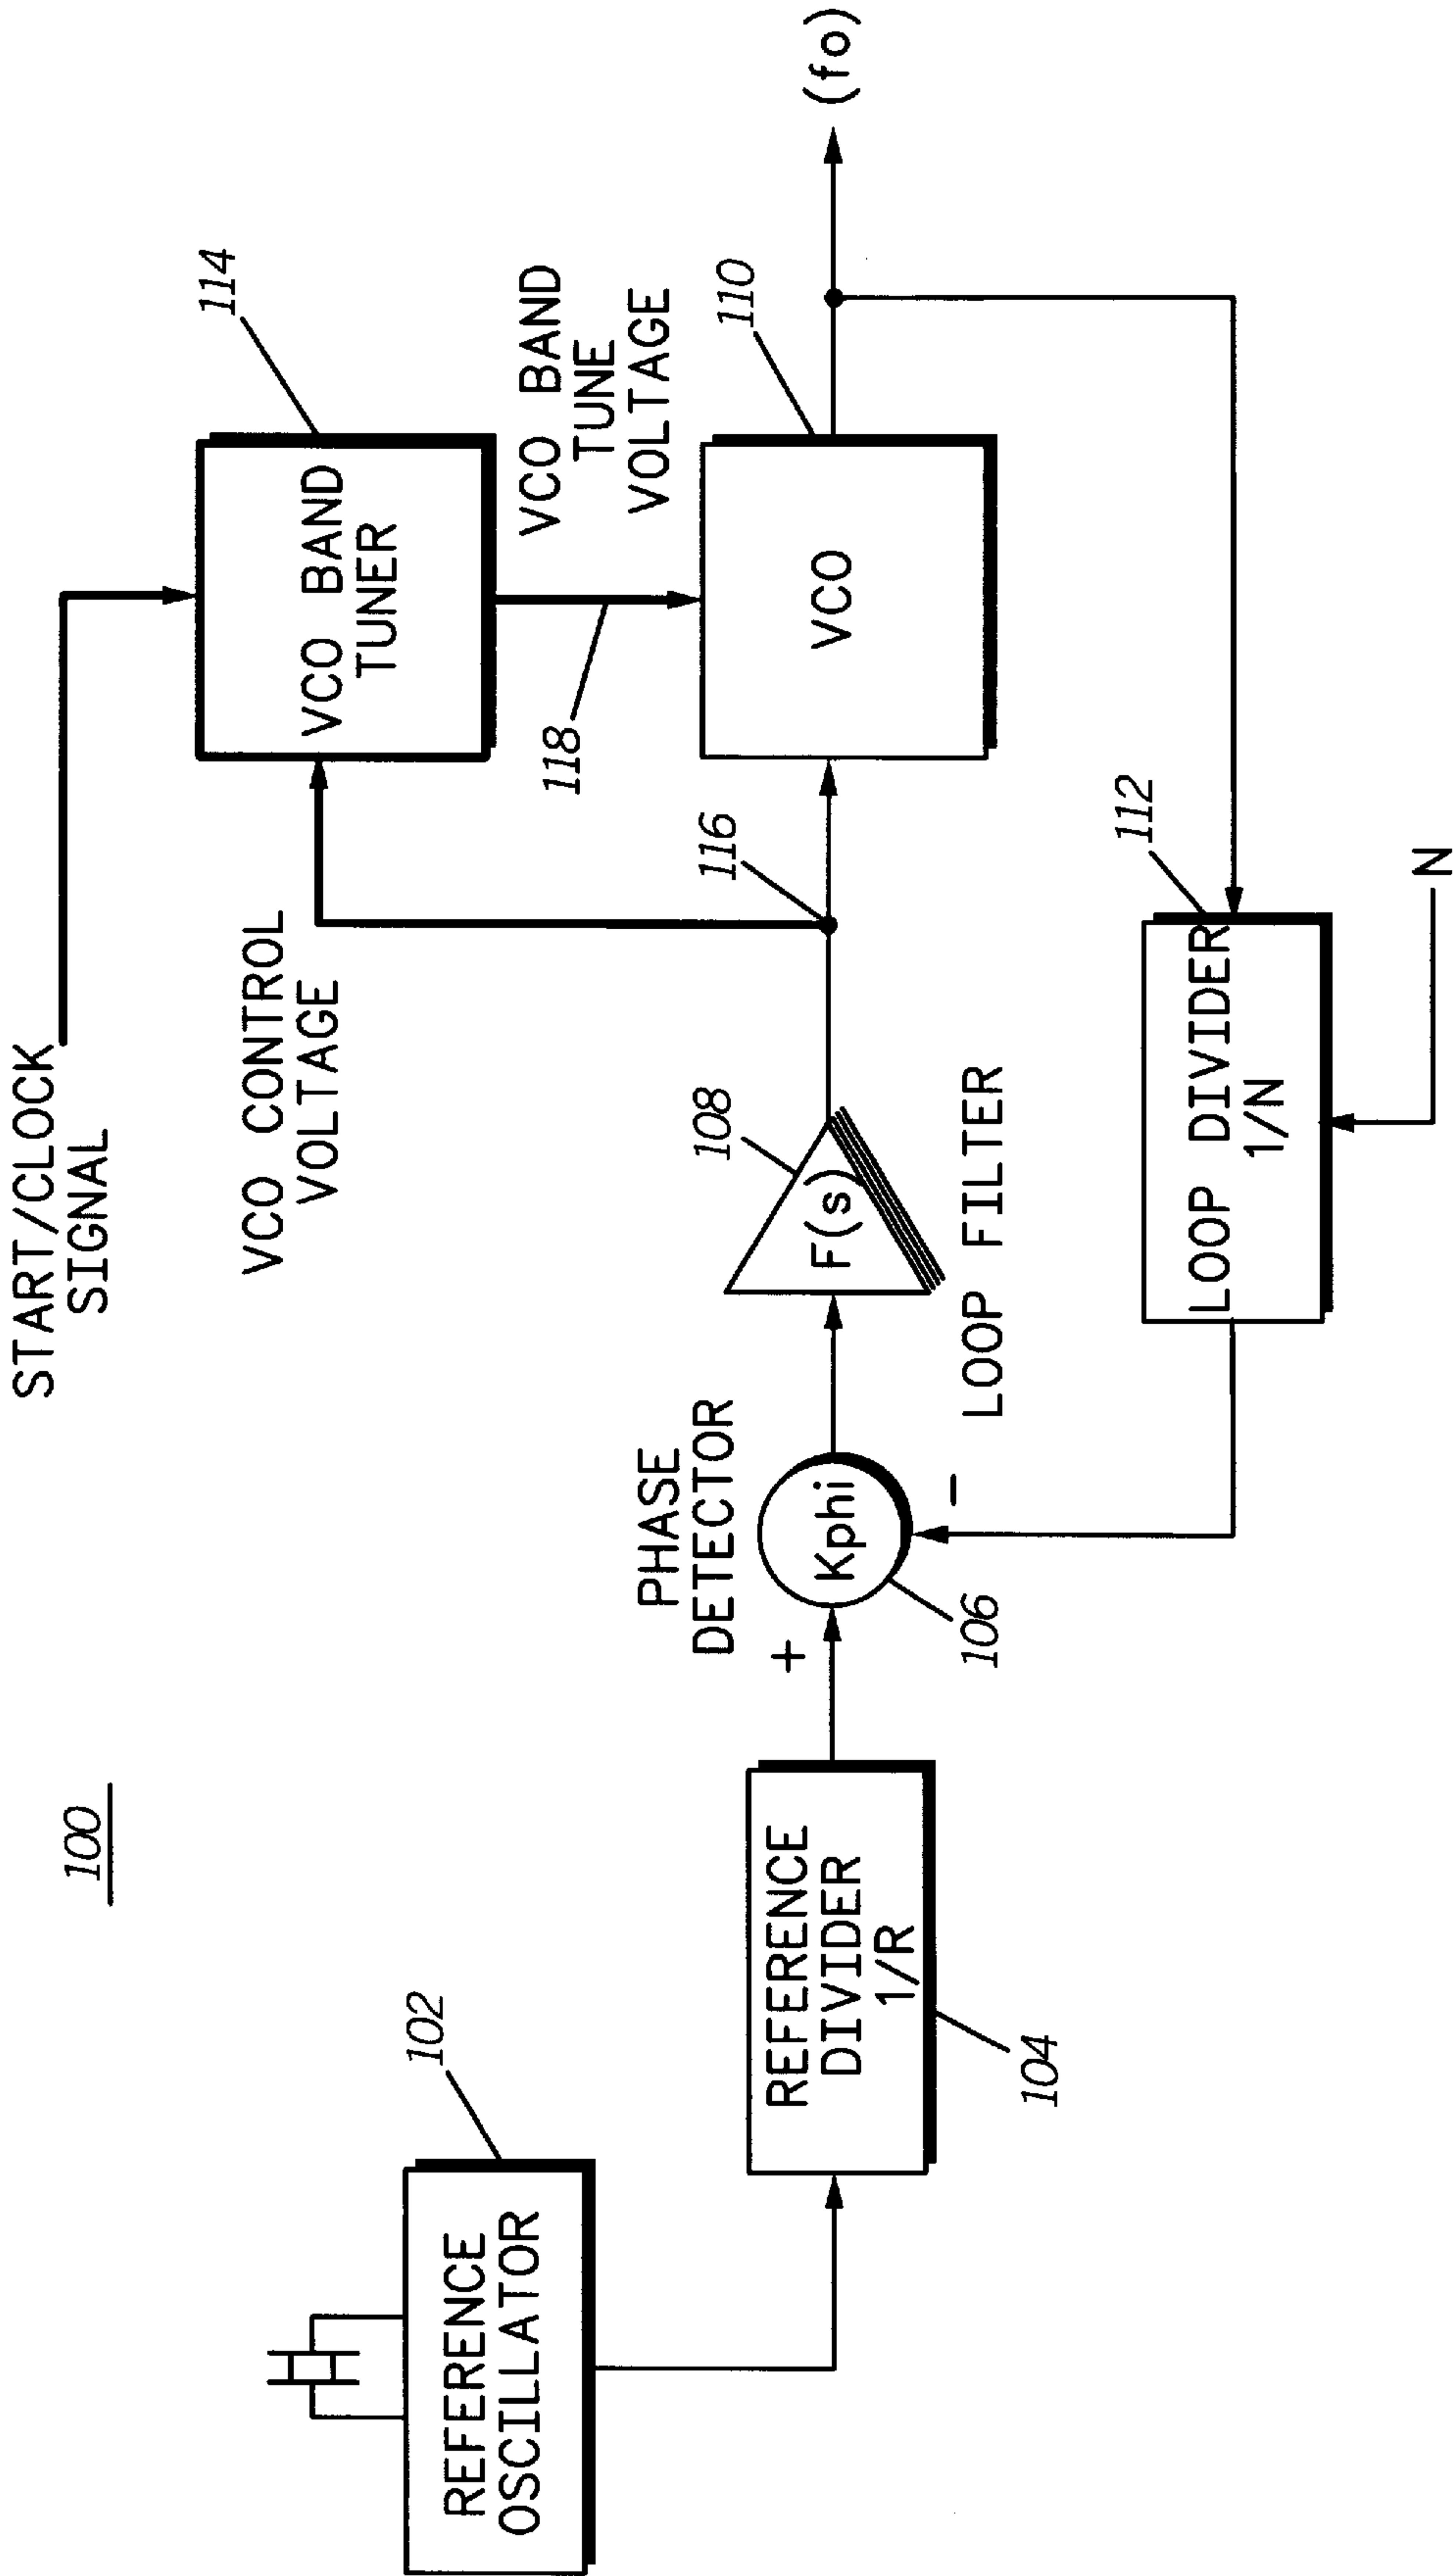 100
START/CLOCK
SIGNAL
VCO CONTROL
VOLTAGE
114
VCO BAND
TUNER
118
VCO BAND
TUNE
VOLTAGE
102
REFERENCE
OSCILLATOR
REFERENCE
DIVIDER
1/R
104
PHASE
DETECTOR
+
Kphi
-
106
108
F(s)
LOOP FILTER
116
110
VCO
(fo)
112
LOOP DIVIDER
1/N
N